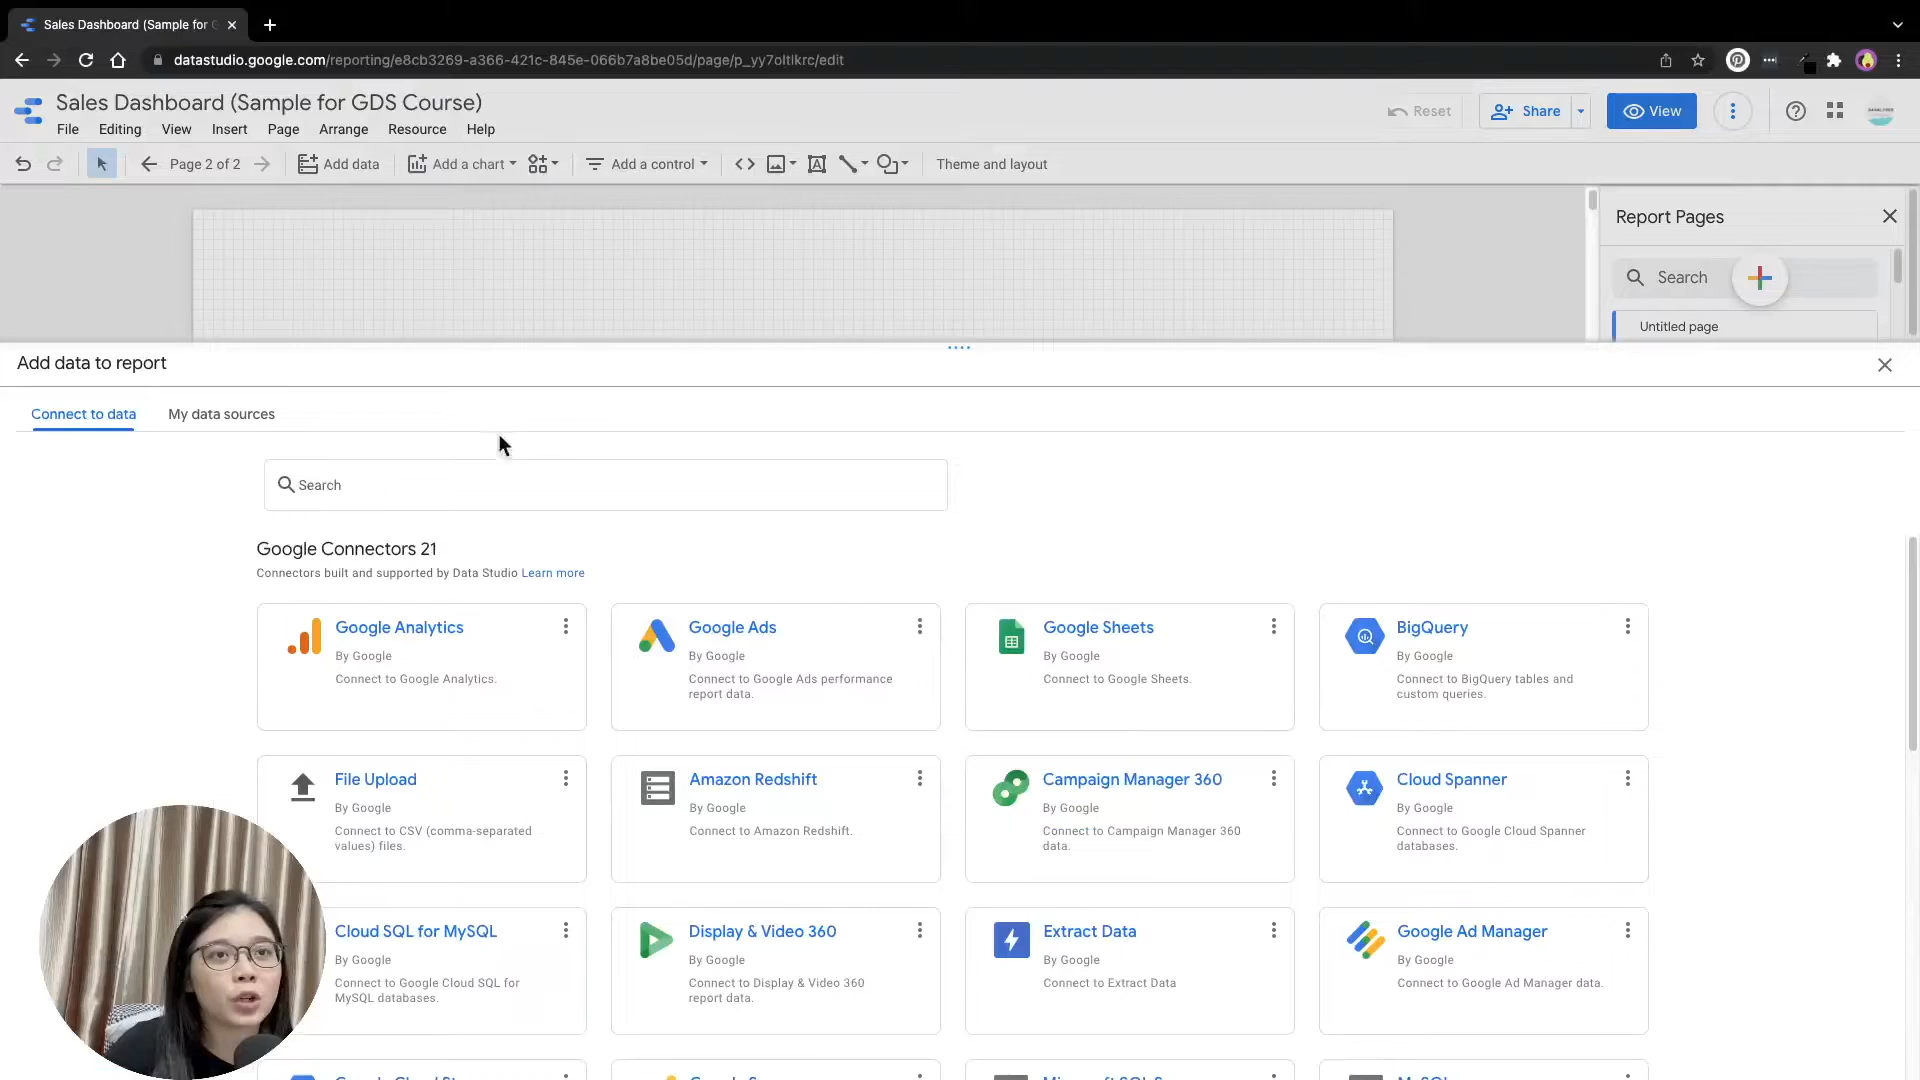 Sales Dashboard (Sample for G
datastudio.google.com/reporting/e8cb3269-a366-421c-845e-066b7a8be05d/page/p_yy7oltlkrc/edit
Sales Dashboard (Sample for GDS Course)
File Editing View Insert Page Arrange Resource Help
Reset
Share
View
Page 2 of 2
Add data
Add a chart
Add a control
Theme and layout
Report Pages
Search
Untitled page
Add data to report
Connect to data
My data sources
Search
Google Connectors 21
Connectors built and supported by Data Studio Learn more
Google Analytics
By Google
Connect to Google Analytics.
Google Ads
By Google
Connect to Google Ads performance
report data.
Google Sheets
By Google
Connect to Google Sheets.
BigQuery
By Google
Connect to BigQuery tables and
custom queries.
File Upload
By Google
Connect to CSV (comma-separated
values) files.
Amazon Redshift
By Google
Connect to Amazon Redshift.
Campaign Manager 360
By Google
Connect to Campaign Manager 360
data.
Cloud Spanner
By Google
Connect to Google Cloud Spanner
databases.
Cloud SQL for MySQL
By Google
Connect to Google Cloud SQL for
MySQL databases.
Display & Video 360
By Google
Connect to Display & Video 360
report data.
Extract Data
By Google
Connect to Extract Data
Google Ad Manager
By Google
Connect to Google Ad Manager data.